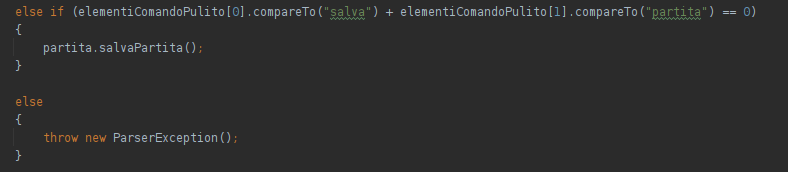 else if (elementiComandoPulito[0].compareTo("salva") + elementiComandoPulito[1].compareTo("partita") == 0)
{
partita.salvaPartita();
}
else
{
throw new ParserException();
}